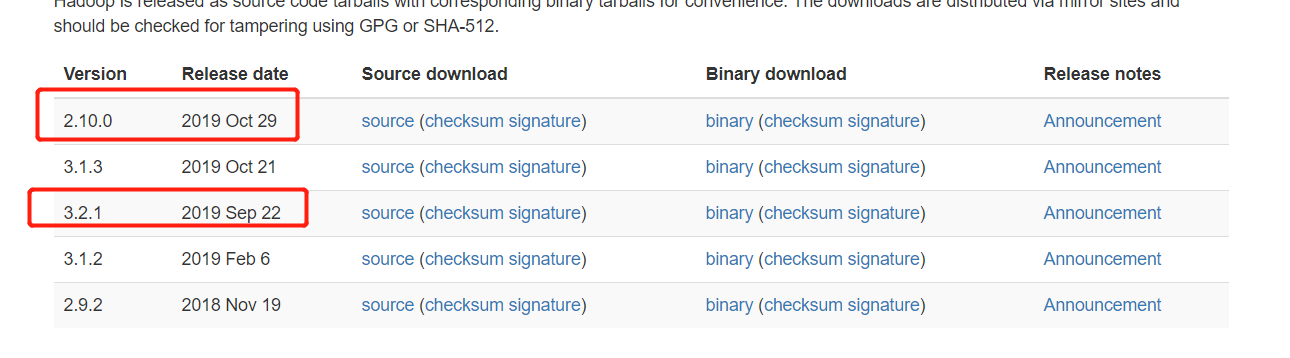 Hadoop is released as source code tarballs with corresponding binary tarballs for convenience. The downloads are distributed via mirror sites and
should be checked for tampering using GPG or SHA-512.
Version Release date Source download Binary download Release notes
2.10.0 2019 Oct 29 source (checksum signature) binary (checksum signature) Announcement
3.1.3 2019 Oct 21 source (checksum signature) binary (checksum signature) Announcement
3.2.1 2019 Sep 22 source (checksum signature) binary (checksum signature) Announcement
3.1.2 2019 Feb 6 source (checksum signature) binary (checksum signature) Announcement
2.9.2 2018 Nov 19 source (checksum signature) binary (checksum signature) Announcement